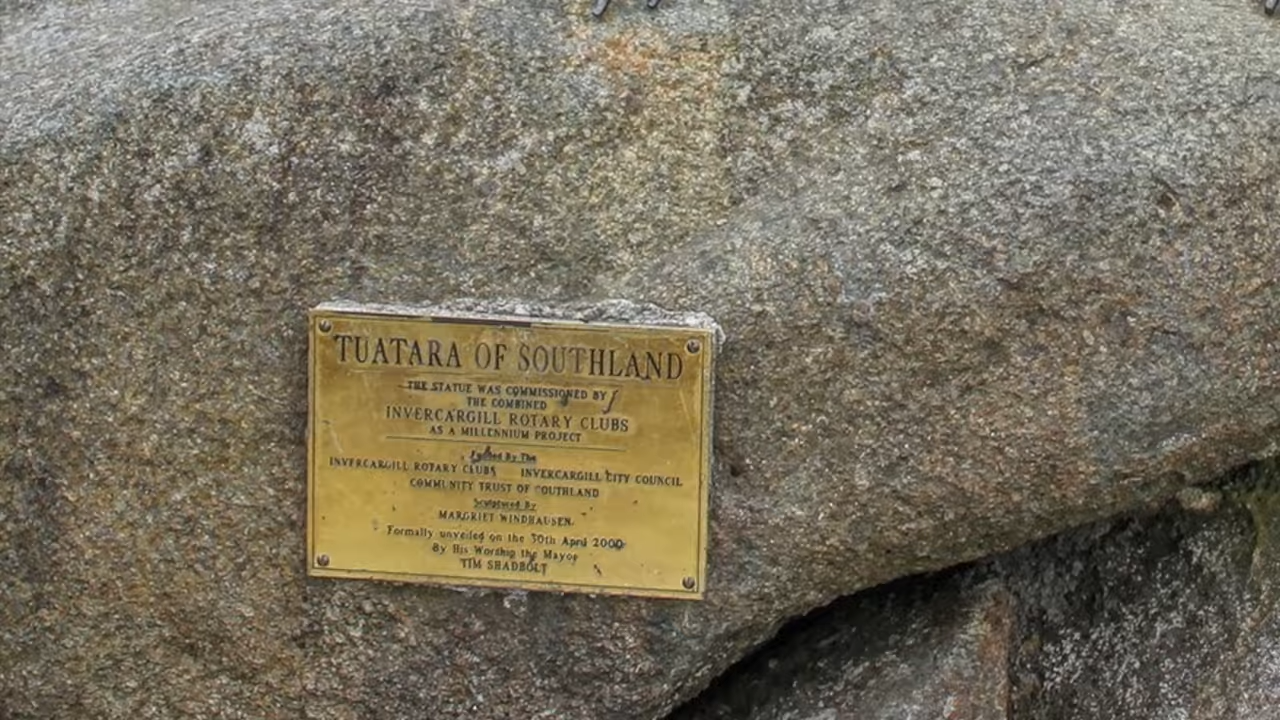 TUATARA OF SOUTHLAND
THE STATUE WAS COMMISSIONED BY
THE COMBINED
INVERCARGILL ROTARY CLUBS
AS A MILLENNIUM PROJECT
Funded By The
INVERCARGILL ROTARY CLUBS INVERCARGILL CITY COUNCIL
COMMUNITY TRUST OF SOUTHLAND
Sculptured By
MARGRIET WINDHAUSEN.
Formally unveiled on the 30th April 2000
By His Worship the Mayor
TIM SHADBOLT